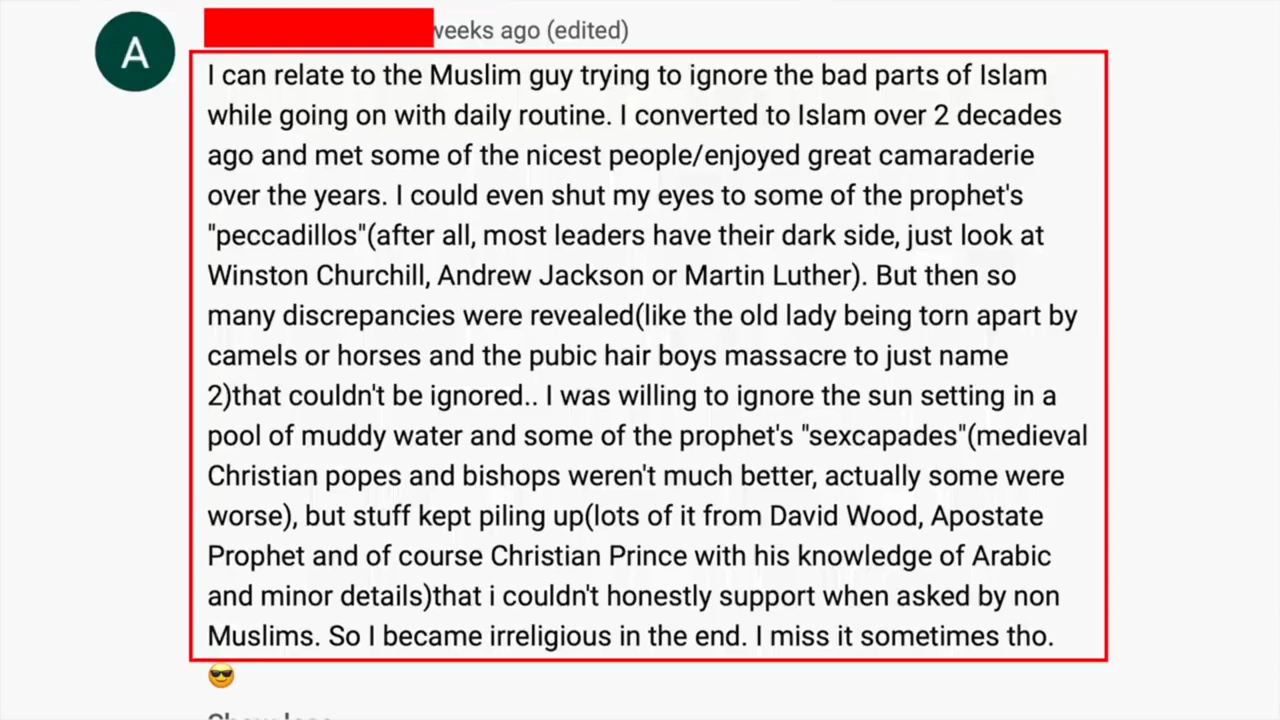 A
weeks ago (edited)
I can relate to the Muslim guy trying to ignore the bad parts of Islam
while going on with daily routine. I converted to Islam over 2 decades
ago and met some of the nicest people/enjoyed great camaraderie
over the years. I could even shut my eyes to some of the prophet's
"peccadillos"(after all, most leaders have their dark side, just look at
Winston Churchill, Andrew Jackson or Martin Luther). But then so
many discrepancies were revealed(like the old lady being torn apart by
camels or horses and the pubic hair boys massacre to just name
2)that couldn't be ignored.. I was willing to ignore the sun setting in a
pool of muddy water and some of the prophet's "sexcapades"(medieval
Christian popes and bishops weren't much better, actually some were
worse), but stuff kept piling up(lots of it from David Wood, Apostate
Prophet and of course Christian Prince with his knowledge of Arabic
and minor details)that i couldn't honestly support when asked by non
Muslims. So I became irreligious in the end. I miss it sometimes tho.
😎